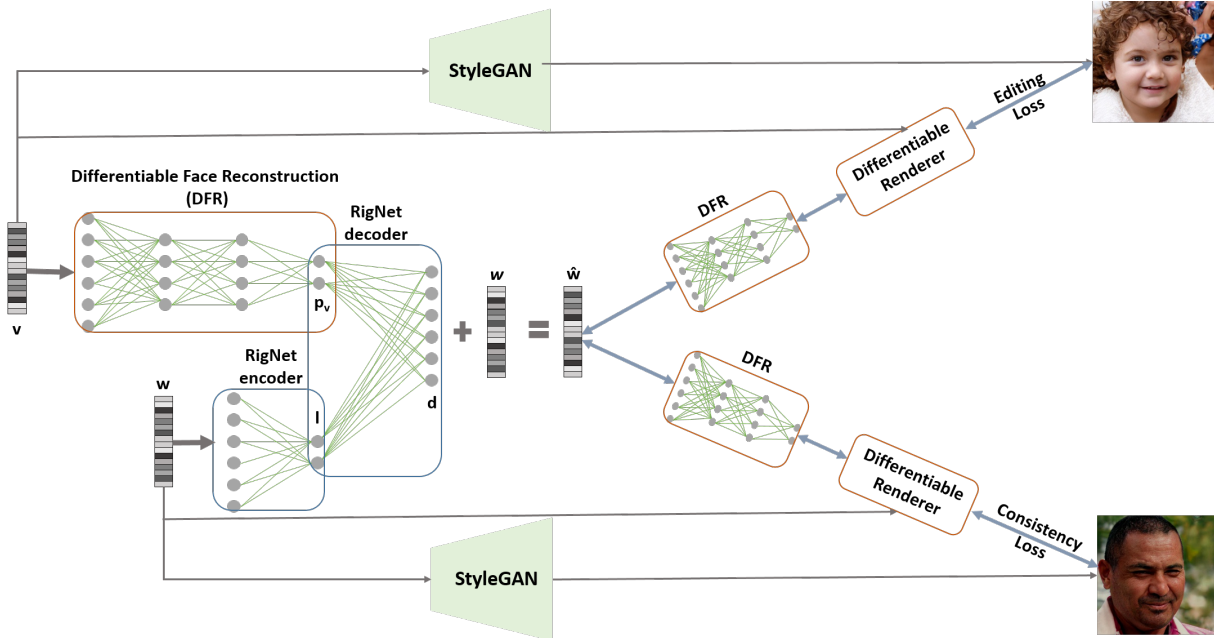 StyleGAN
Editing
Loss
Differentiable
Renderer
Differentiable Face Reconstruction
(DFR)
RigNet
decoder
DFR
v
p_v
w
ŵ
+
=
RigNet
encoder
w
l
d
DFR
Differentiable
Renderer
Consistency
Loss
StyleGAN